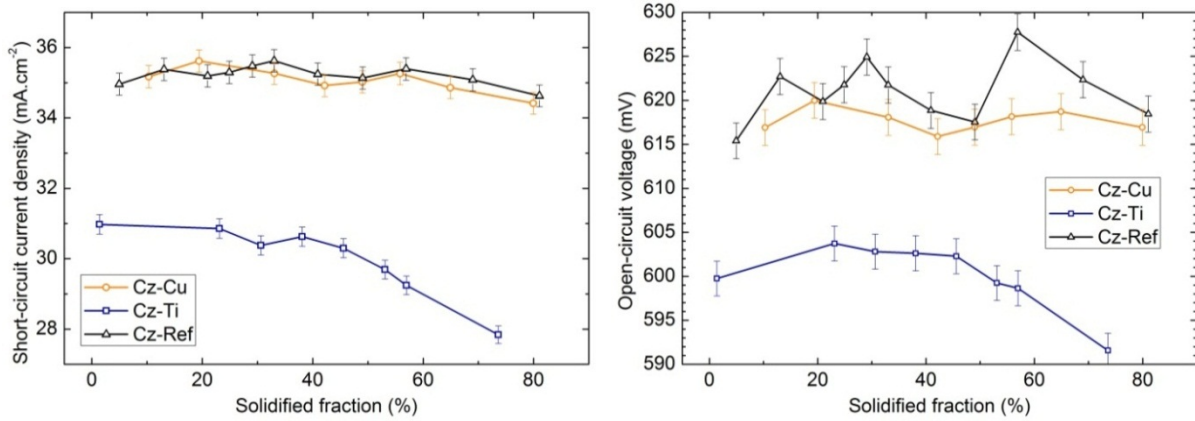 Short-circuit current density (mA.cm-2)
36
34
32
30
28
Cz-Cu
Cz-Ti
Cz-Ref
0
20
40
60
80
Solidified fraction (%)
Open-circuit voltage (mV)
630
625
620
615
610
605
600
595
590
Cz-Cu
Cz-Ti
Cz-Ref
0
20
40
60
80
Solidified fraction (%)